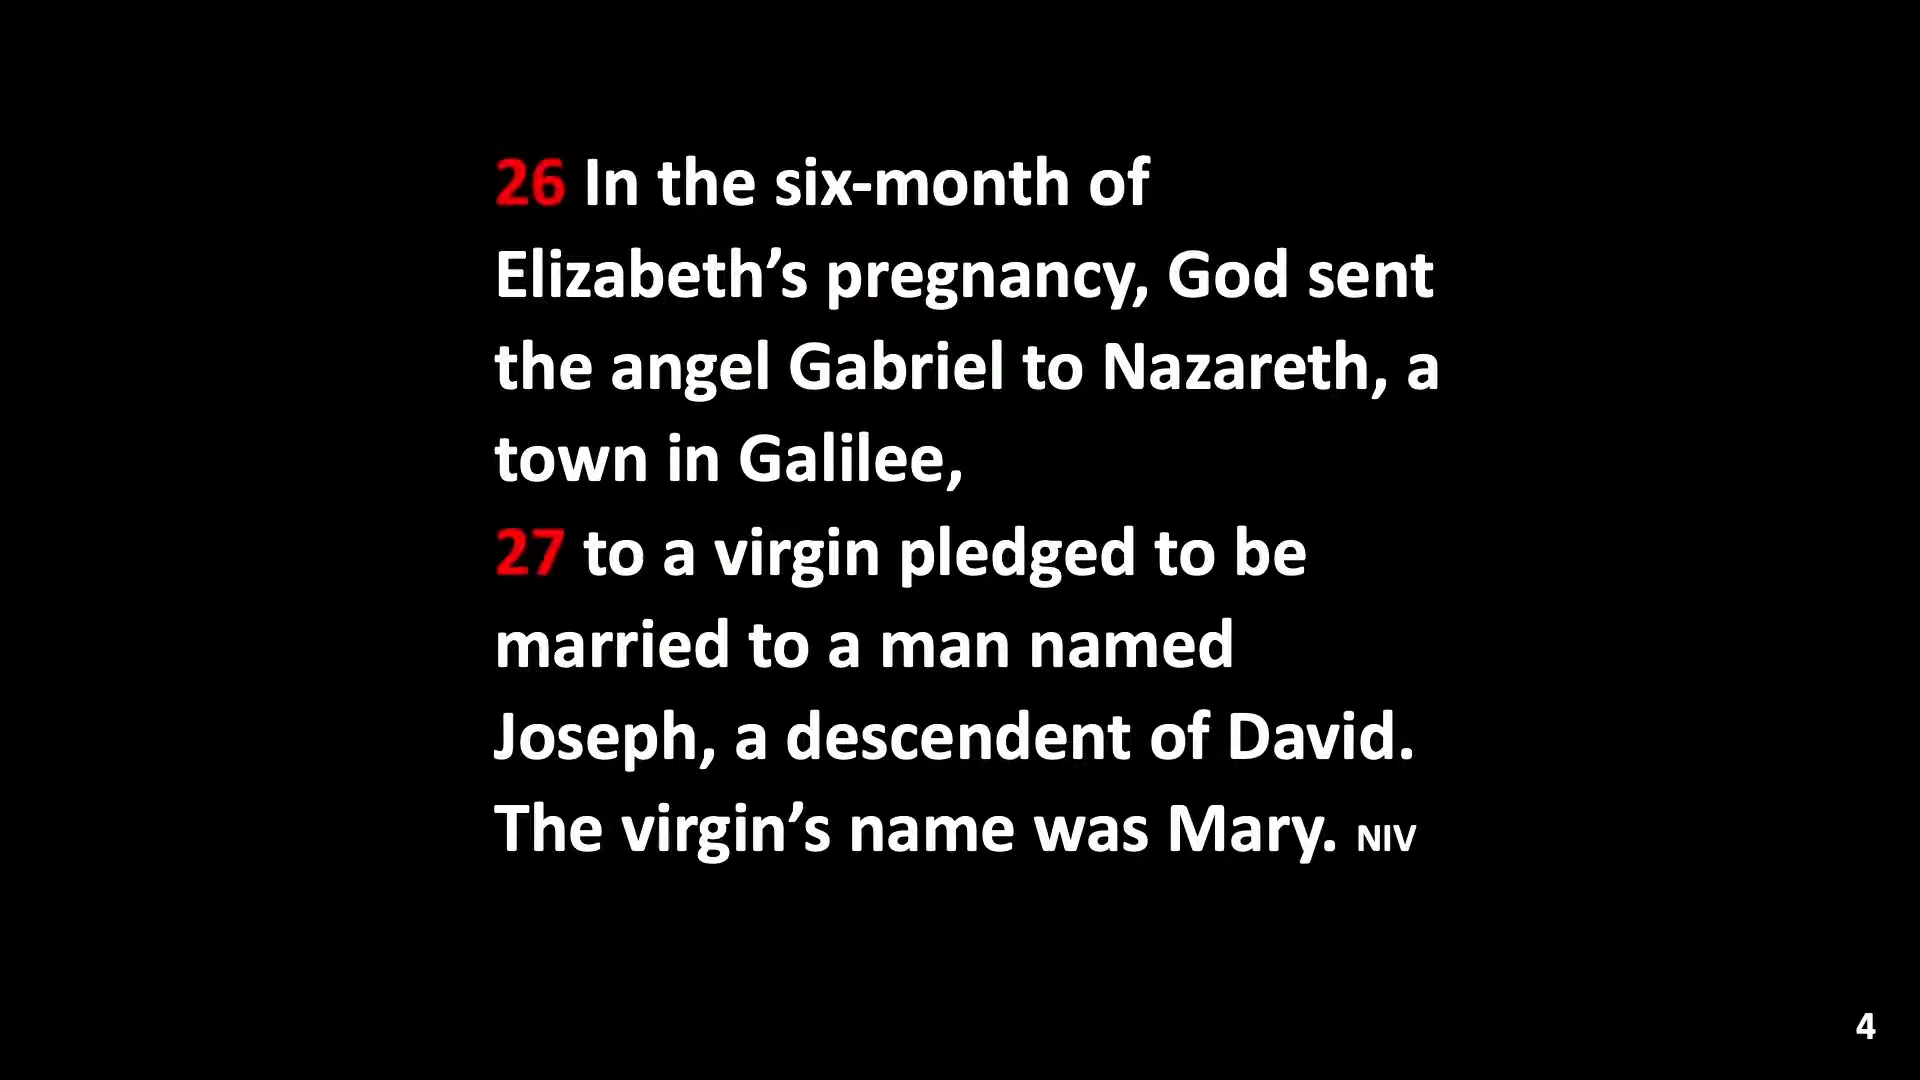 26 In the six-month of
Elizabeth’s pregnancy, God sent
the angel Gabriel to Nazareth, a
town in Galilee,
27 to a virgin pledged to be
married to a man named
Joseph, a descendent of David.
The virgin’s name was Mary. NIV
4